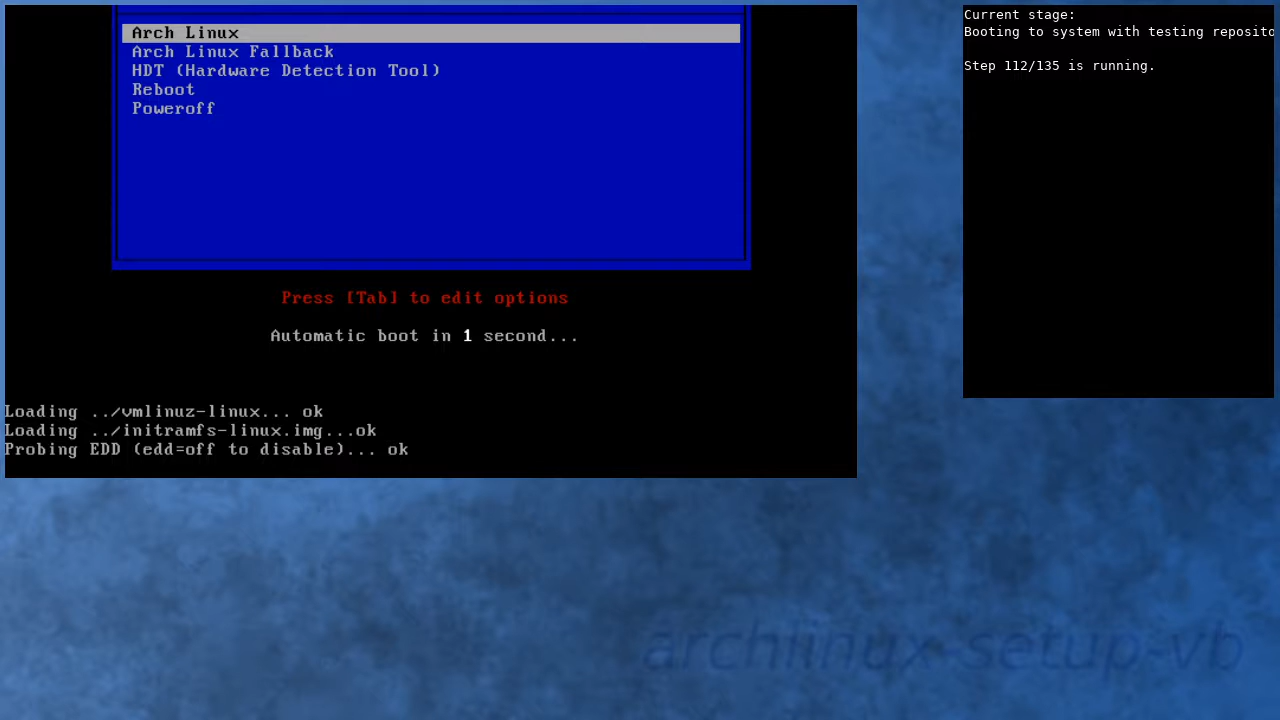 Arch Linux
Arch Linux Fallback
HDT (Hardware Detection Tool)
Reboot
Poweroff
Press [Tab] to edit options
Automatic boot in 1 second...
Loading ../vmlinuz-linux... ok
Loading ../initramfs-linux.img...ok
Probing EDD (edd=off to disable)... ok
Current stage:
Booting to system with testing reposito
Step 112/135 is running.
archlinux-setup-vb